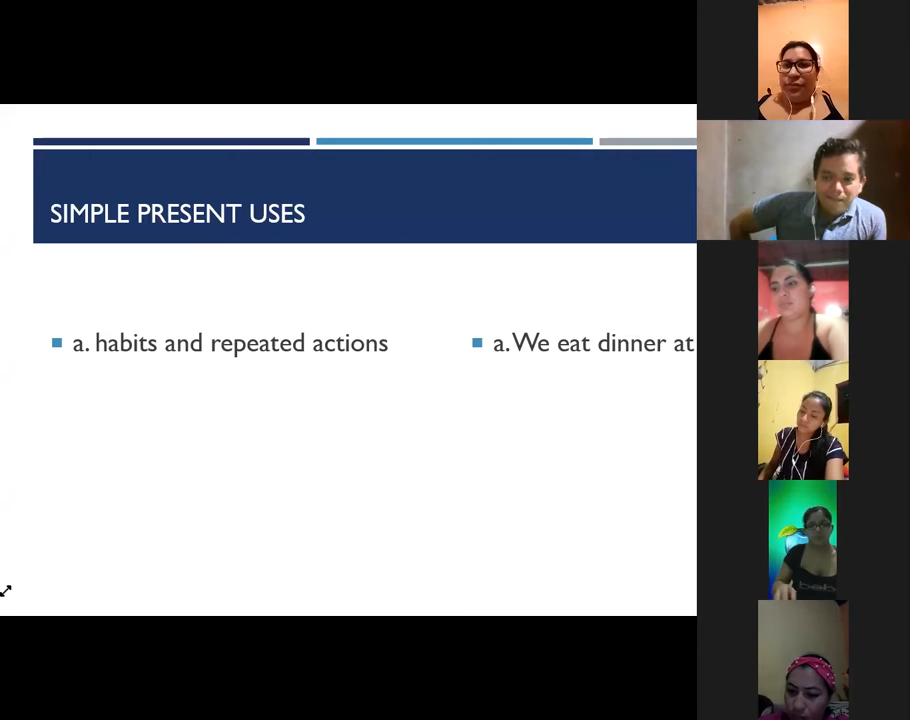 SIMPLE PRESENT USES
a. habits and repeated actions
a. We eat dinner at